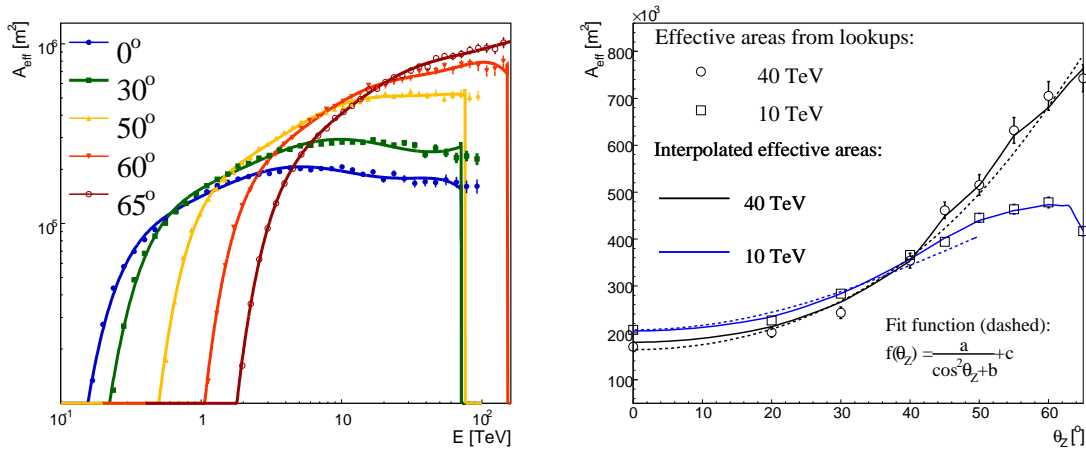 A_eff [m²]
10⁶
10⁵
0°
30°
50°
60°
65°
10⁻¹ 1 10 10²
E [TeV]
×10³
A_eff [m²]
800
700
600
500
400
300
200
100
Effective areas from lookups:
40 TeV
10 TeV
Interpolated effective areas:
40 TeV
10 TeV
Fit function (dashed):
f(θ_Z) = a/(cos²θ_Z+b) +c
0 10 20 30 40 50 60
θ_Z [°]